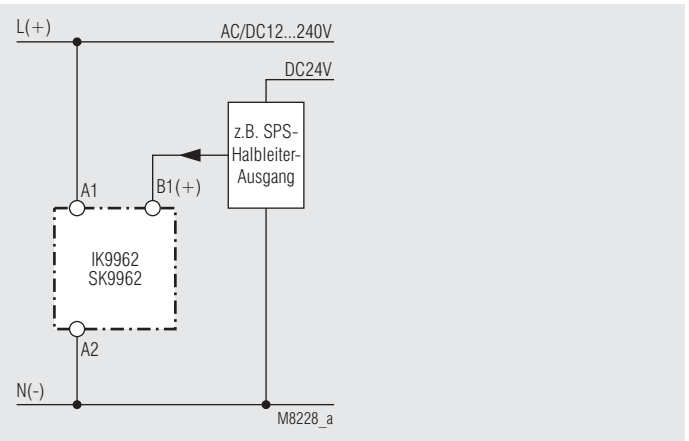 L(+)
AC/DC12...240V
DC24V
z.B. SPS-
Halbleiter-
Ausgang
A1
B1(+)
IK9962
SK9962
A2
N(-)
M8228_a